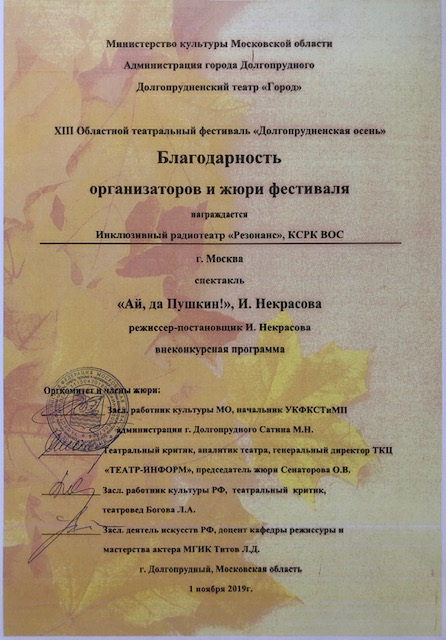 Министерство культуры Московской области
Администрация города Долгопрудного
Долгопрудненский театр «Город»
XIII Областной театральный фестиваль «Долгопрудненская осень»
Благодарность
организаторов и жюри фестиваля
награждается
Инклюзивный радиотеатр «Резонанс», КСРК ВОС
г. Москва
спектакль
«Ай, да Пушкин!», И. Некрасова
режиссер-постановщик И. Некрасова
внеконкурсная программа
Оргкомитет и члены жюри:
Засл. работник культуры МО, начальник УКФКСТиМП
администрации г. Долгопрудного Сатина М.Н.
Театральный критик, аналитик театра, генеральный директор ТКЦ
«ТЕАТР-ИНФОРМ», председатель жюри Сенаторова О.В.
Засл. работник культуры РФ, театральный критик,
театровед Богова Л.А.
Засл. деятель искусств РФ, доцент кафедры режиссуры и
мастерства актера МГИК Титов Л.Д.
г. Долгопрудный, Московская область
1 ноября 2019г.